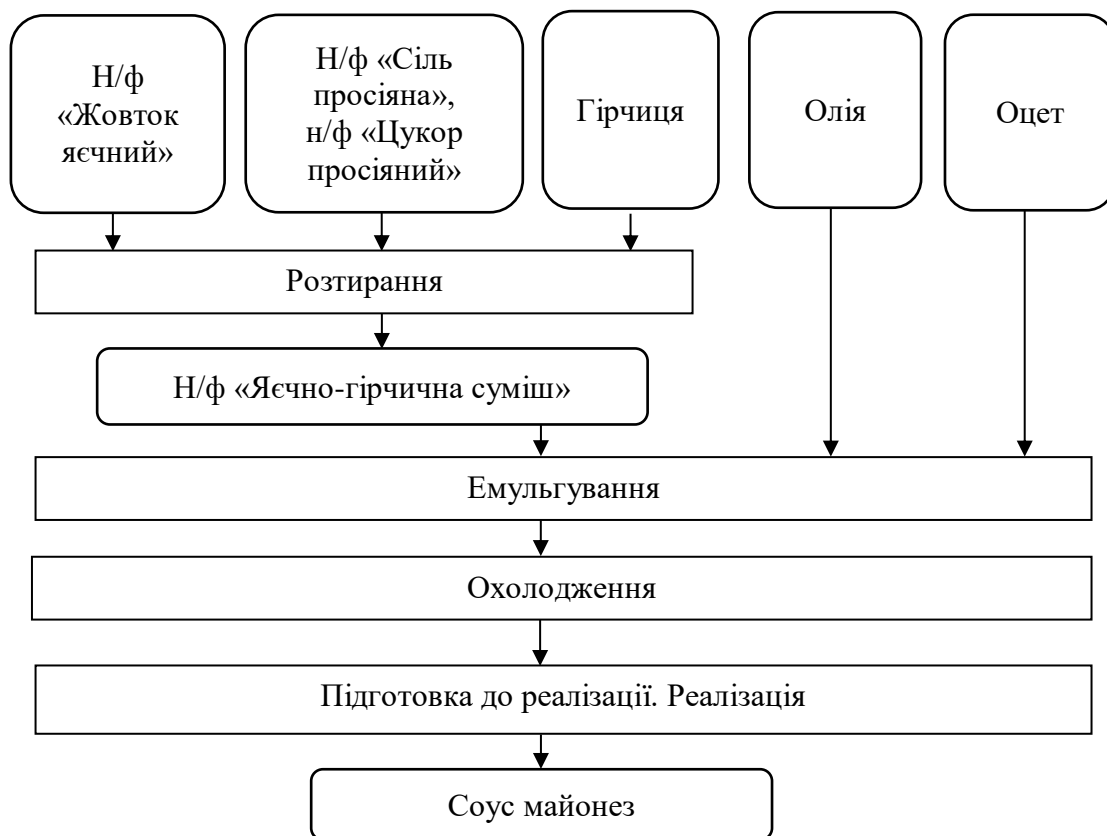 Н/ф
«Жовток
яєчний»
Н/ф «Сіль
просіяна»,
н/ф «Цукор
просіяний»
Гірчиця
Олія
Оцет
Розтирання
Н/ф «Яєчно-гірчична суміш»
Емульгування
Охолодження
Підготовка до реалізації. Реалізація
Соус майонез